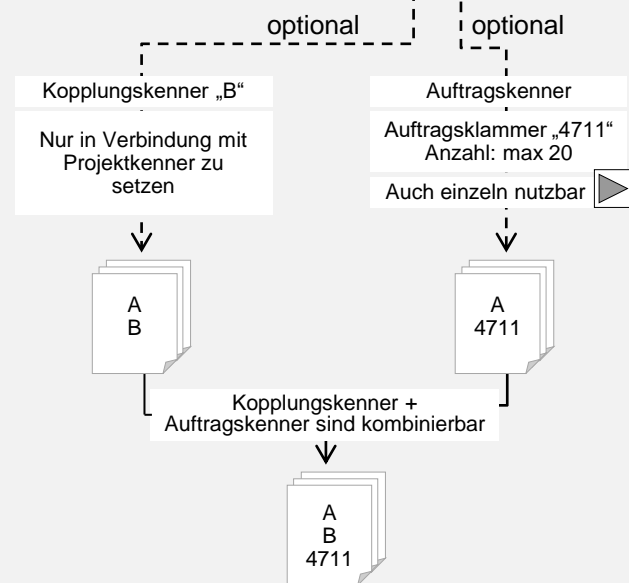 optional
optional
Kopplungskenner „B“
Nur in Verbindung mit
Projektkenner zu
setzen
Auftragskenner
Auftragsklammer „4711“
Anzahl: max 20
Auch einzeln nutzbar
A
B
A
4711
Kopplungskenner +
Auftragskenner sind kombinierbar
A
B
4711